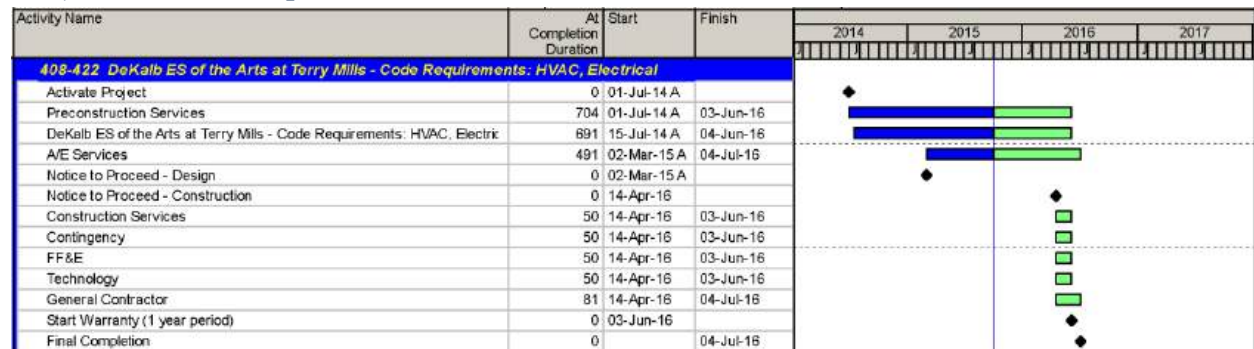 Activity Name At Completion Duration Start Finish 2014 2015 2016 2017
J J J J J J J J
408-422 DeKalb ES of the Arts at Terry Mills - Code Requirements: HVAC, Electrical
Activate Project 0 01-Jul-14 A
Preconstruction Services 704 01-Jul-14 A 03-Jun-16
DeKalb ES of the Arts at Terry Mills - Code Requirements: HVAC, Electric 691 15-Jul-14 A 04-Jun-16
A/E Services 491 02-Mar-15 A 04-Jul-16
Notice to Proceed - Design 0 02-Mar-15 A
Notice to Proceed - Construction 0 14-Apr-16
Construction Services 50 14-Apr-16 03-Jun-16
Contingency 50 14-Apr-16 03-Jun-16
FF&E 50 14-Apr-16 03-Jun-16
Technology 50 14-Apr-16 03-Jun-16
General Contractor 81 14-Apr-16 04-Jul-16
Start Warranty (1 year period) 0 03-Jun-16
Final Completion 0 04-Jul-16